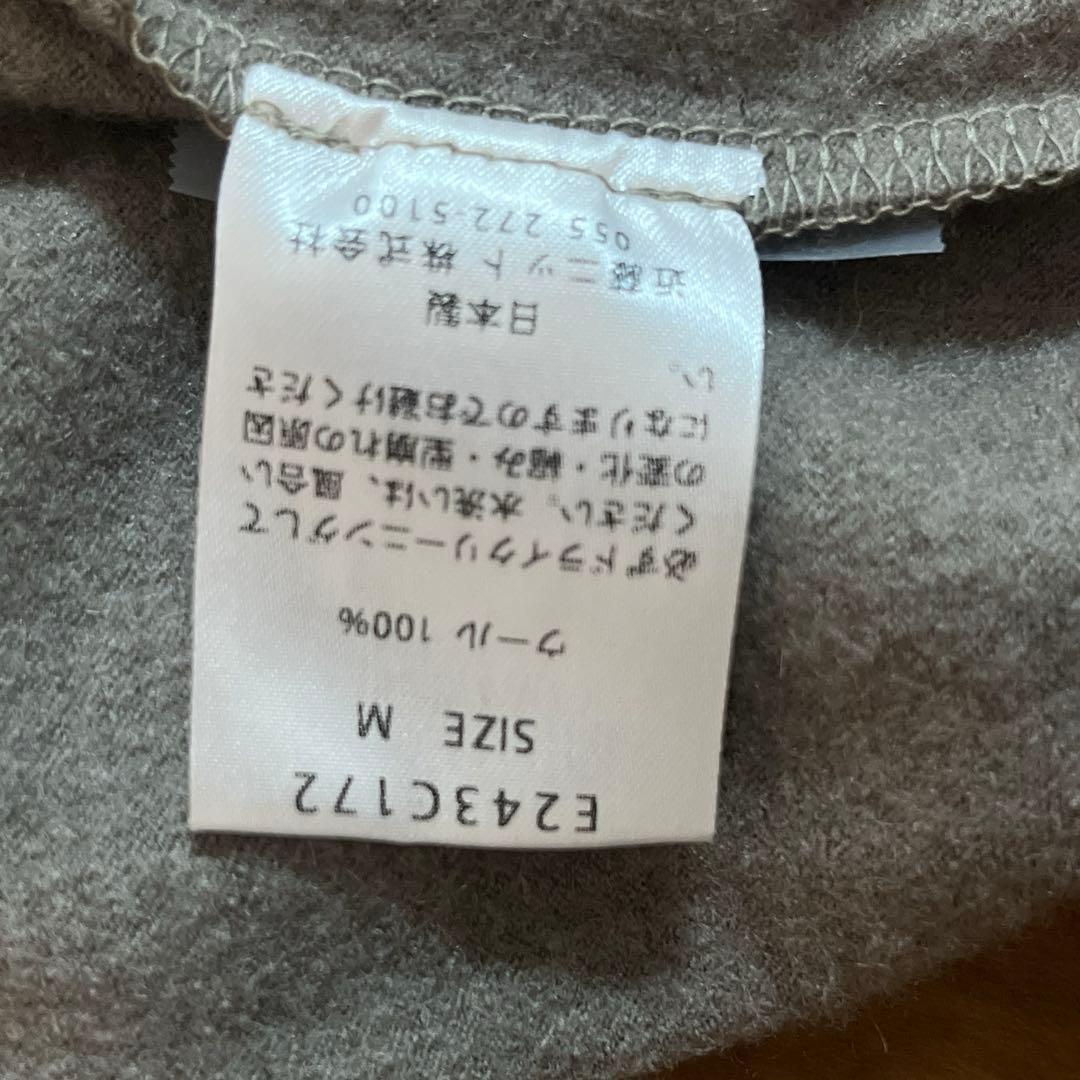 E243C172
SIZE M
ウール 100%
必ずドライクリーニングして
ください。水洗いは、風合い
の変化・縮み・型崩れの原因
になりますのでお避けくださ
い。
日本製
近藤ニット株式会社
055-272-5100